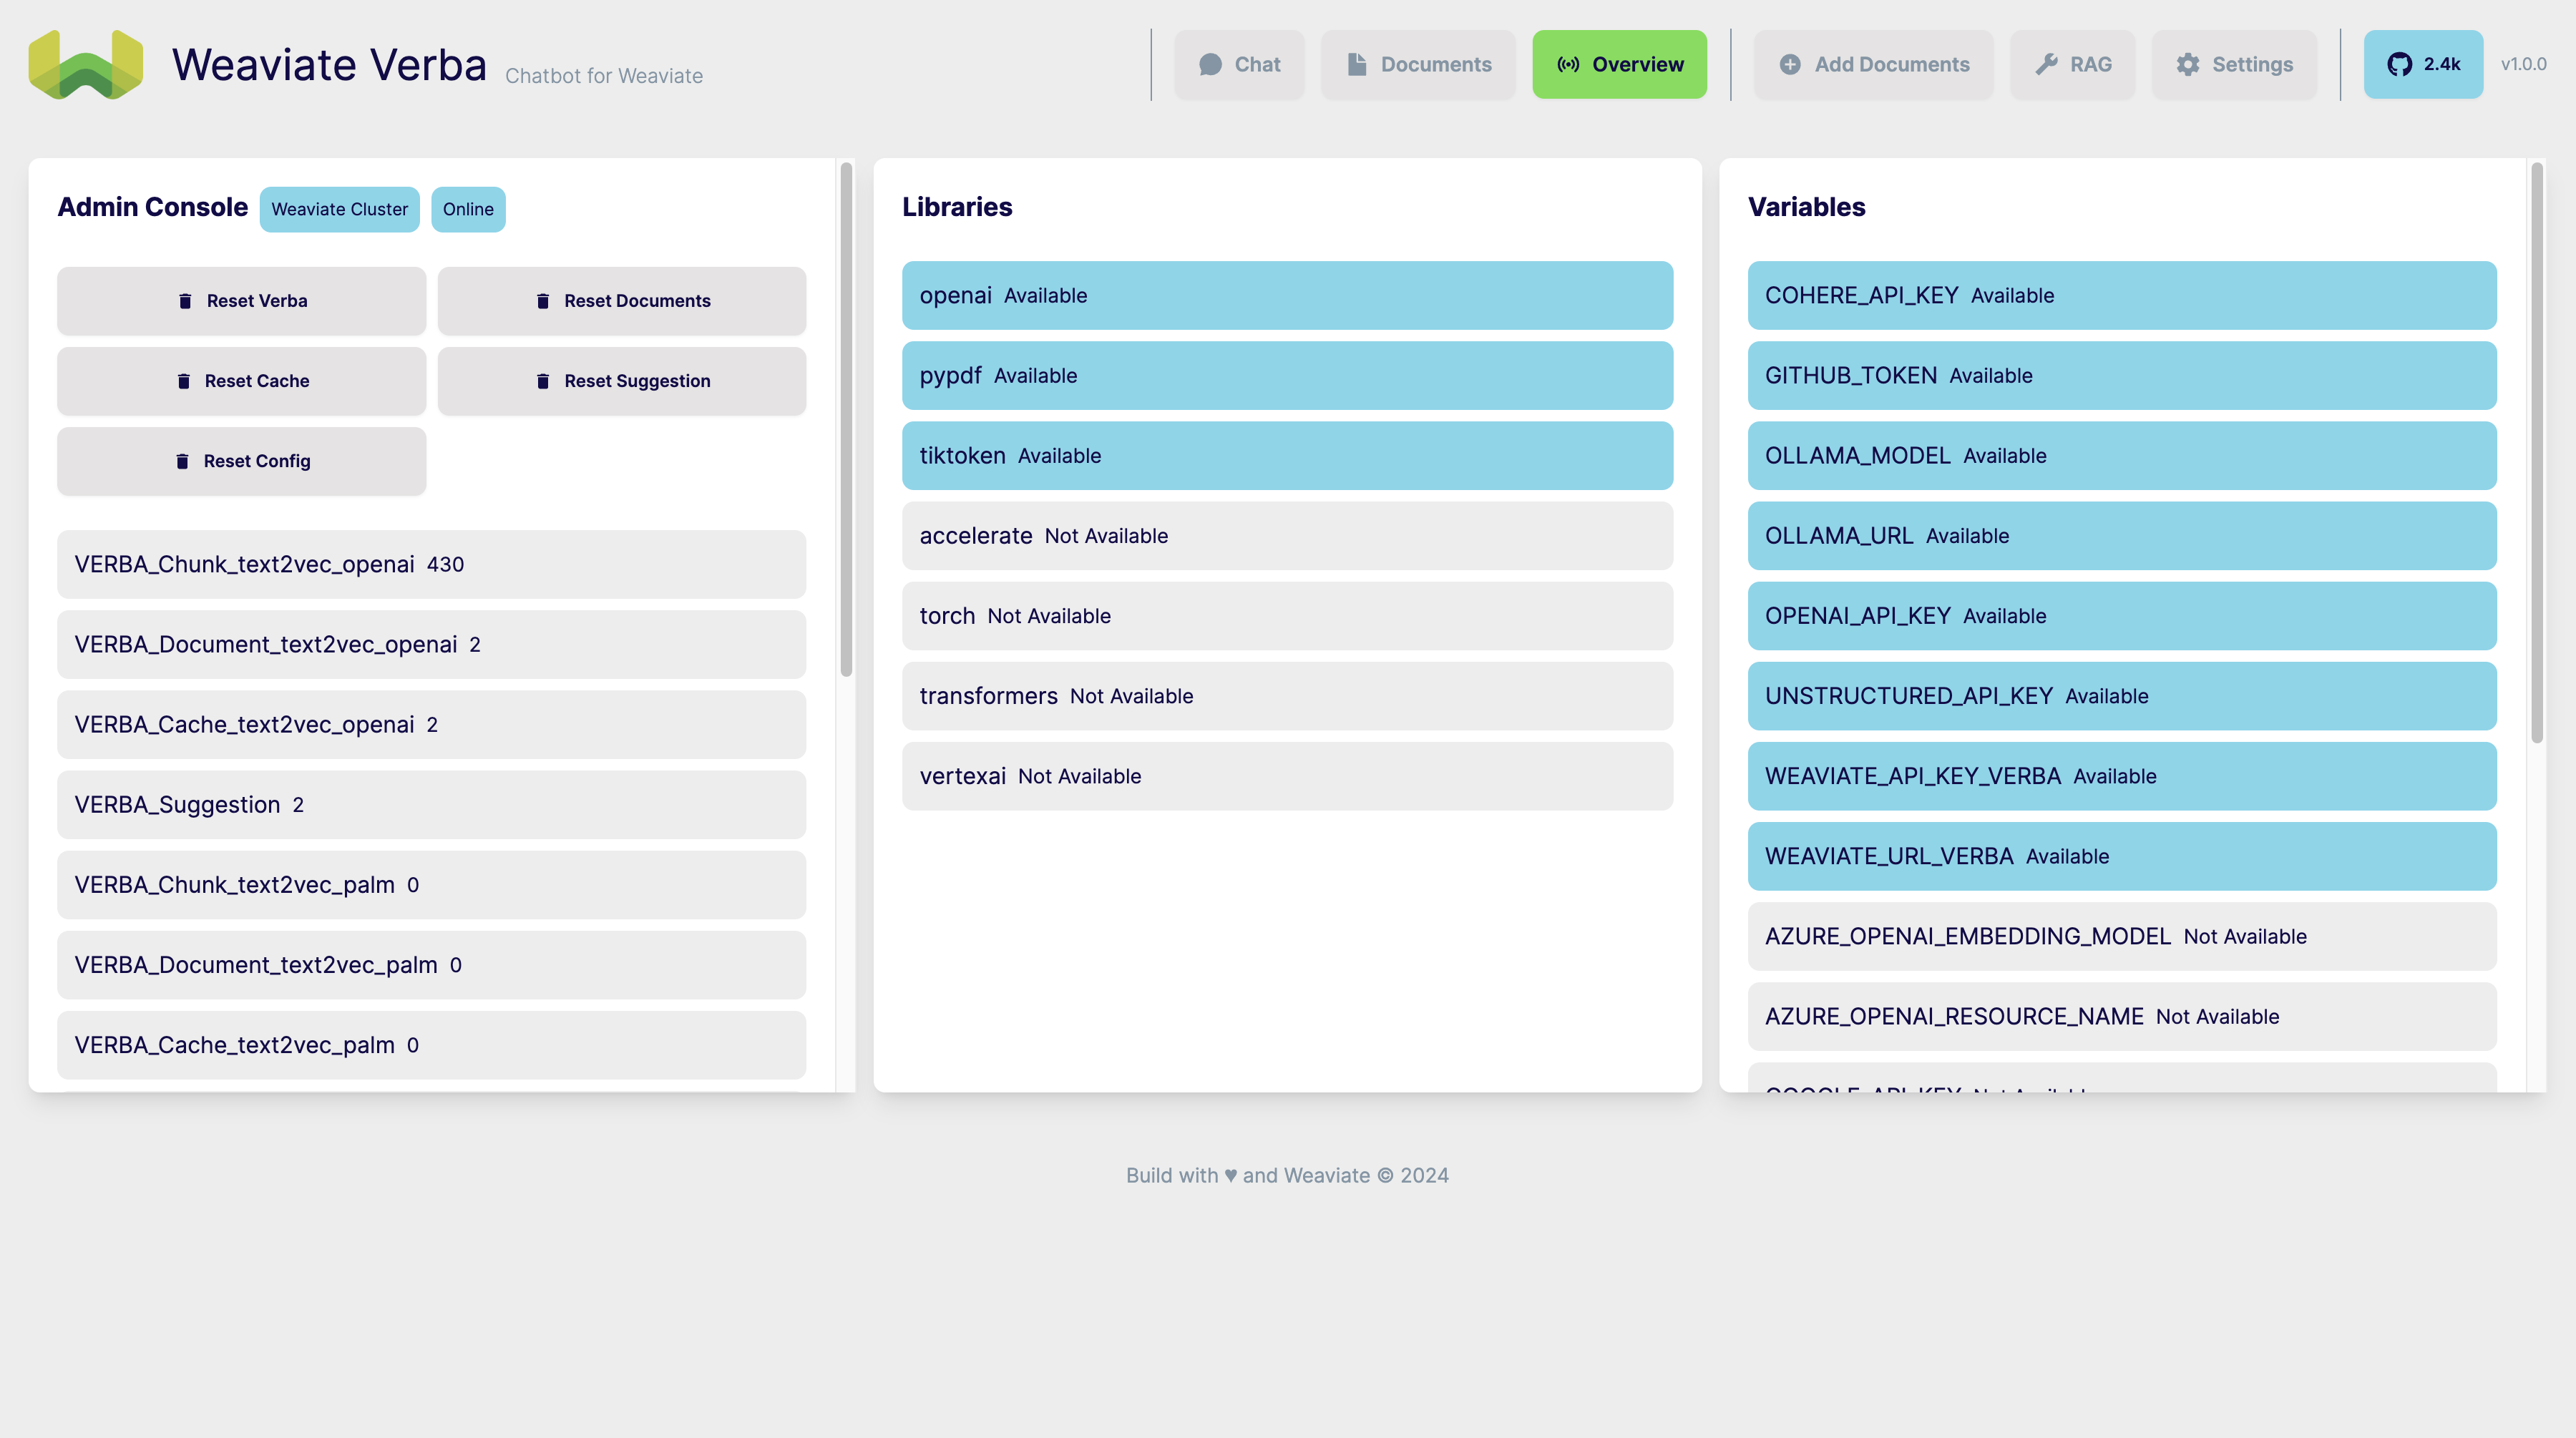 Weaviate Verba Chatbot for Weaviate
Chat Documents Overview Add Documents RAG Settings 2.4k v1.0.0
Admin Console Weaviate Cluster Online
Reset Verba Reset Documents
Reset Cache Reset Suggestion
Reset Config
VERBA_Chunk_text2vec_openai 430
VERBA_Document_text2vec_openai 2
VERBA_Cache_text2vec_openai 2
VERBA_Suggestion 2
VERBA_Chunk_text2vec_palm 0
VERBA_Document_text2vec_palm 0
VERBA_Cache_text2vec_palm 0
Libraries
openai Available
pypdf Available
tiktoken Available
accelerate Not Available
torch Not Available
transformers Not Available
vertexai Not Available
Variables
COHERE_API_KEY Available
GITHUB_TOKEN Available
OLLAMA_MODEL Available
OLLAMA_URL Available
OPENAI_API_KEY Available
UNSTRUCTURED_API_KEY Available
WEAVIATE_API_KEY_VERBA Available
WEAVIATE_URL_VERBA Available
AZURE_OPENAI_EMBEDDING_MODEL Not Available
AZURE_OPENAI_RESOURCE_NAME Not Available
Build with ♥ and Weaviate © 2024